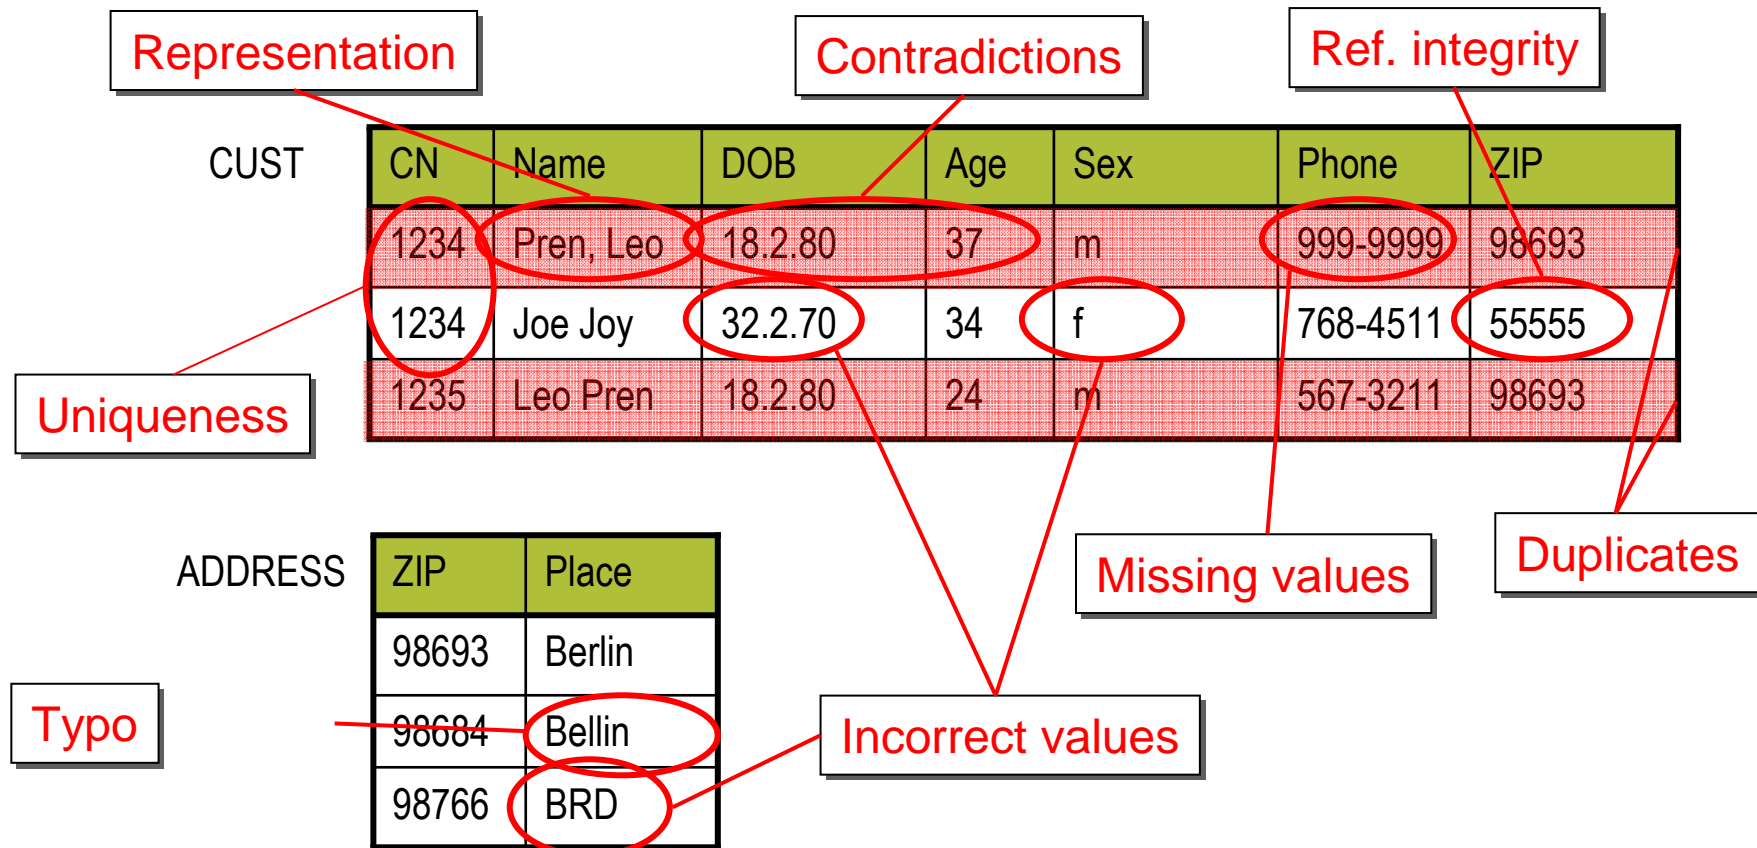 Representation
Contradictions
Ref. integrity
CUST
CN Name DOB Age Sex Phone ZIP
1234 Pren, Leo 18.2.80 37 m 999-9999 98693
1234 Joe Joy 32.2.70 34 f 768-4511 55555
1235 Leo Pren 18.2.80 24 m 567-3211 98693
Uniqueness
Missing values
Duplicates
ADDRESS
ZIP Place
98693 Berlin
98684 Bellin
98766 BRD
Typo
Incorrect values